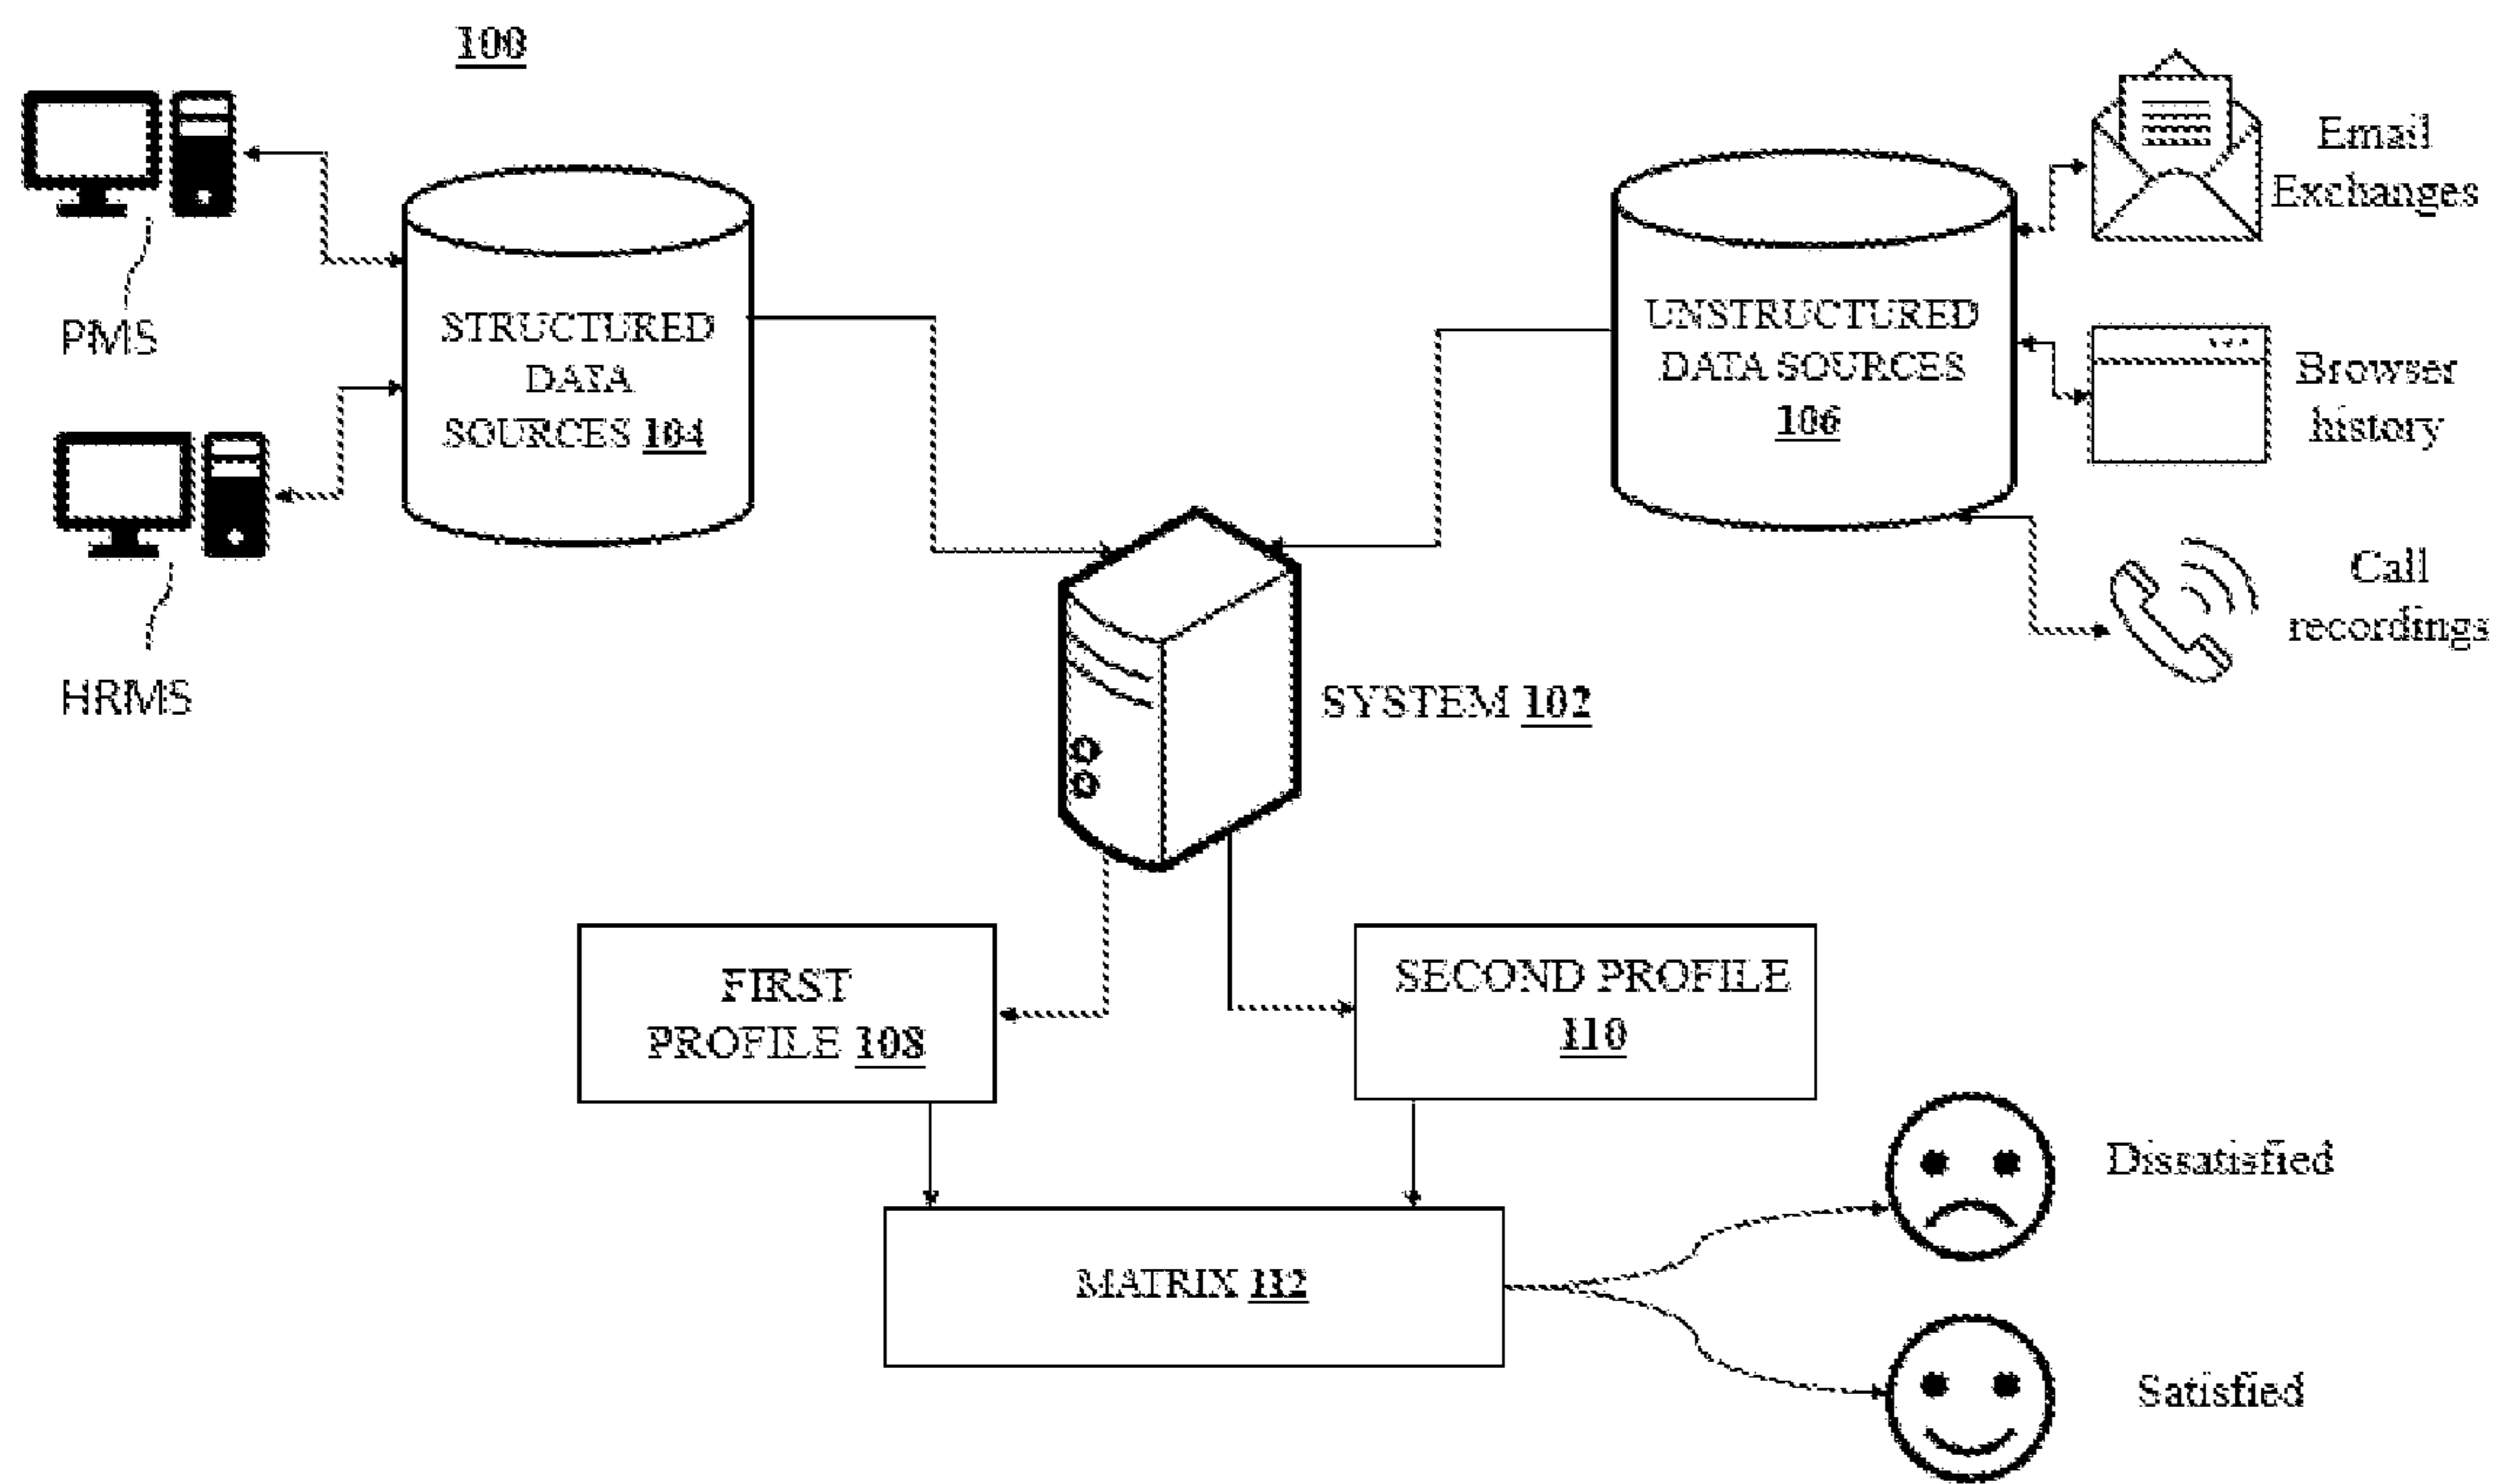 100
PMS
HRMS
STRUCTURED
DATA
SOURCES 104
UNSTRUCTURED
DATA SOURCES
106
Email
Exchanges
Browser
history
Call
recordings
SYSTEM 102
FIRST
PROFILE 108
SECOND PROFILE
110
MATRIX 112
Dissatisfied
Satisfied